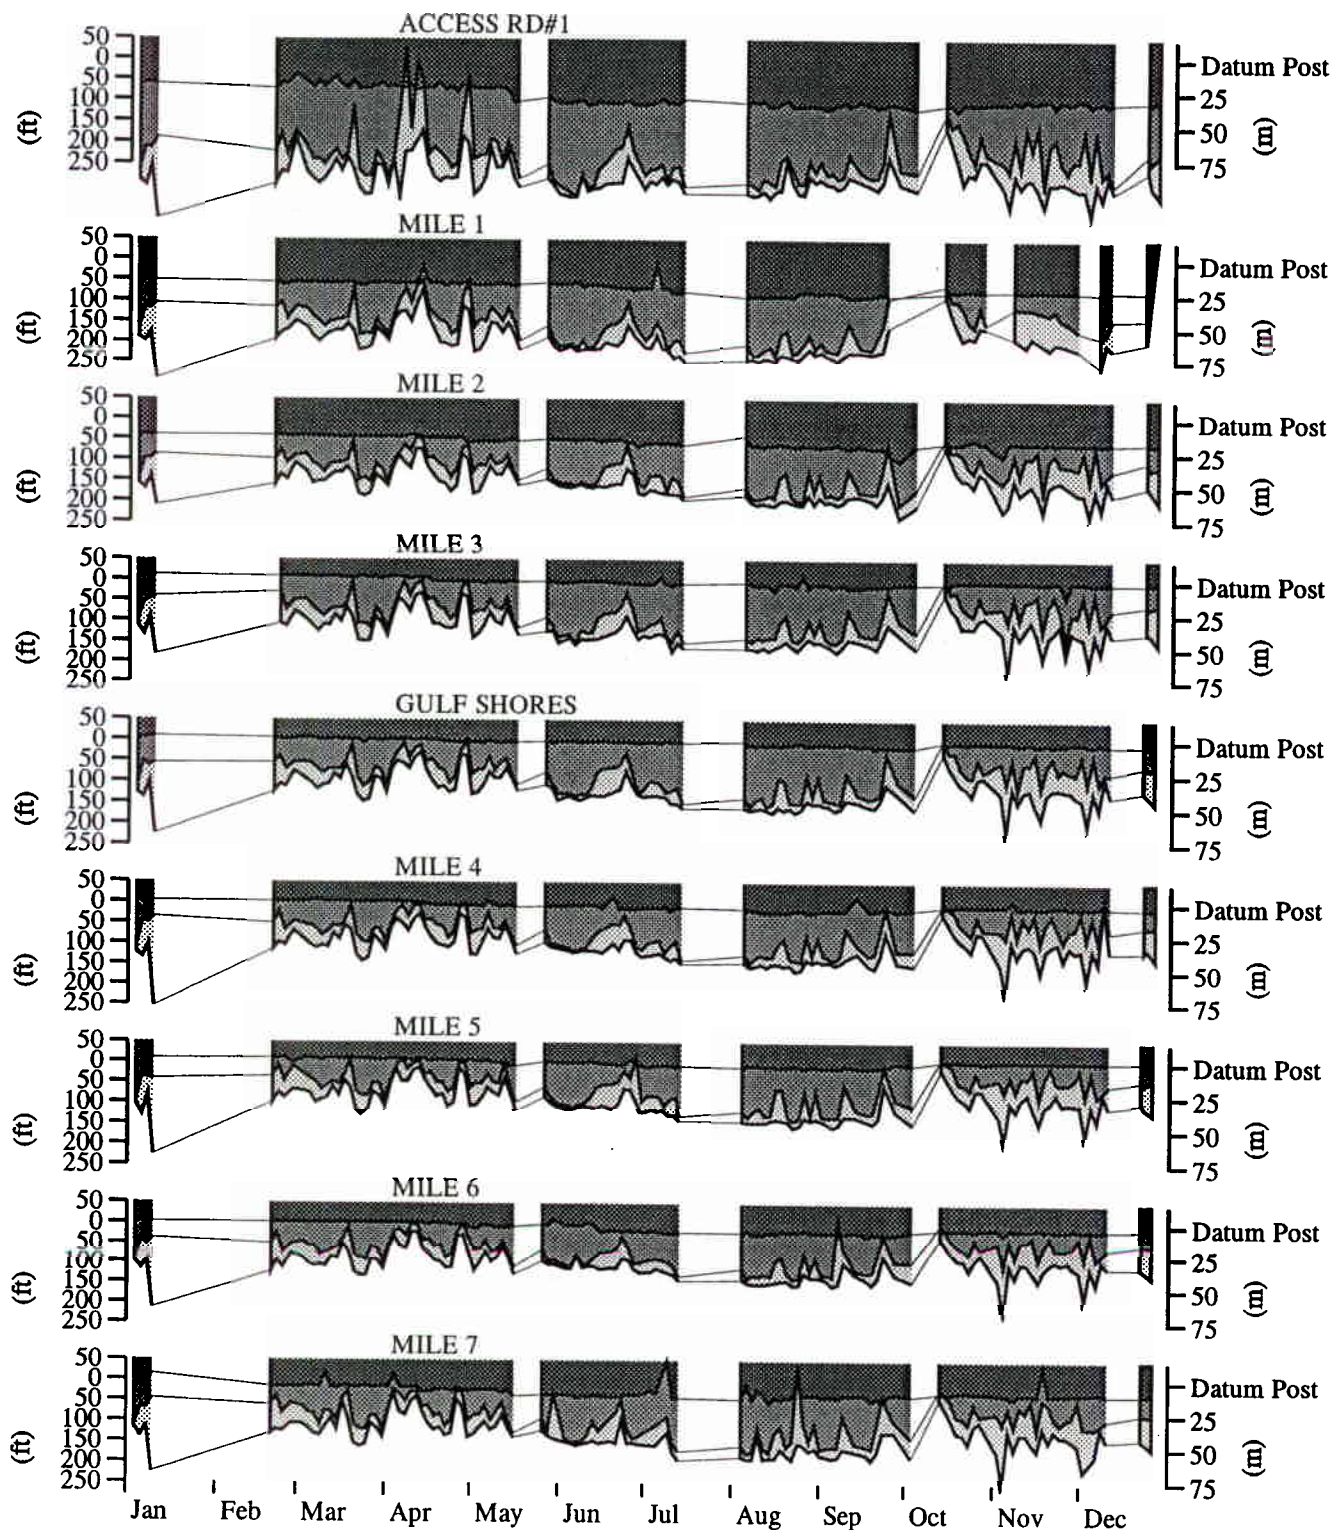 ACCESS RD#1
50
0
50
100
150
200
250
(ft)
Datum Post
25
50
75
(m)
MILE 1
50
0
50
100
150
200
250
(ft)
Datum Post
25
50
75
(m)
MILE 2
50
0
50
100
150
200
250
(ft)
Datum Post
25
50
75
(m)
MILE 3
50
0
50
100
150
200
250
(ft)
Datum Post
25
50
75
(m)
GULF SHORES
50
0
50
100
150
200
250
(ft)
Datum Post
25
50
75
(m)
MILE 4
50
0
50
100
150
200
250
(ft)
Datum Post
25
50
75
(m)
MILE 5
50
0
50
100
150
200
250
(ft)
Datum Post
25
50
75
(m)
MILE 6
50
0
50
100
150
200
250
(ft)
Datum Post
25
50
75
(m)
MILE 7
50
0
50
100
150
200
250
(ft)
Datum Post
25
50
75
(m)
Jan Feb Mar Apr May Jun Jul Aug Sep Oct Nov Dec